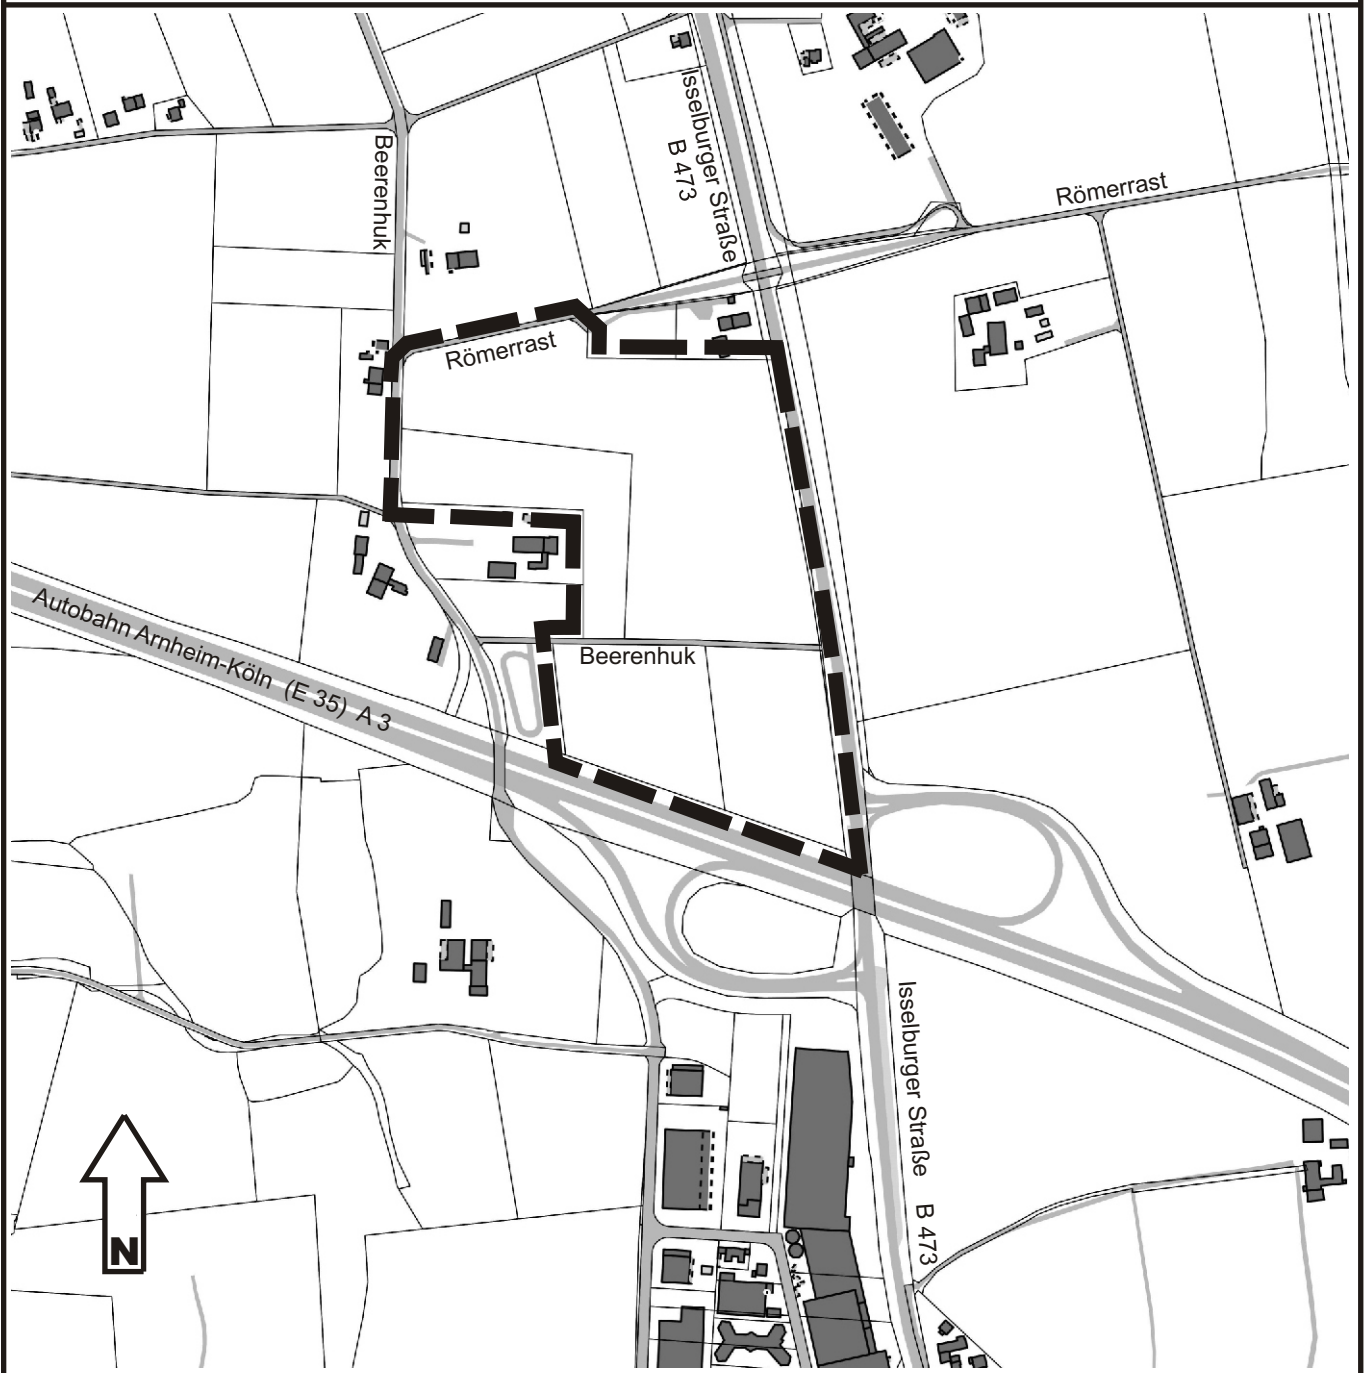 Isselburger Straße
B 473
Beerenhuk
Römerrast
Römerrast
Autobahn Arnheim-Köln (E 35) A 3
Beerenhuk
Isselburger Straße B 473
N